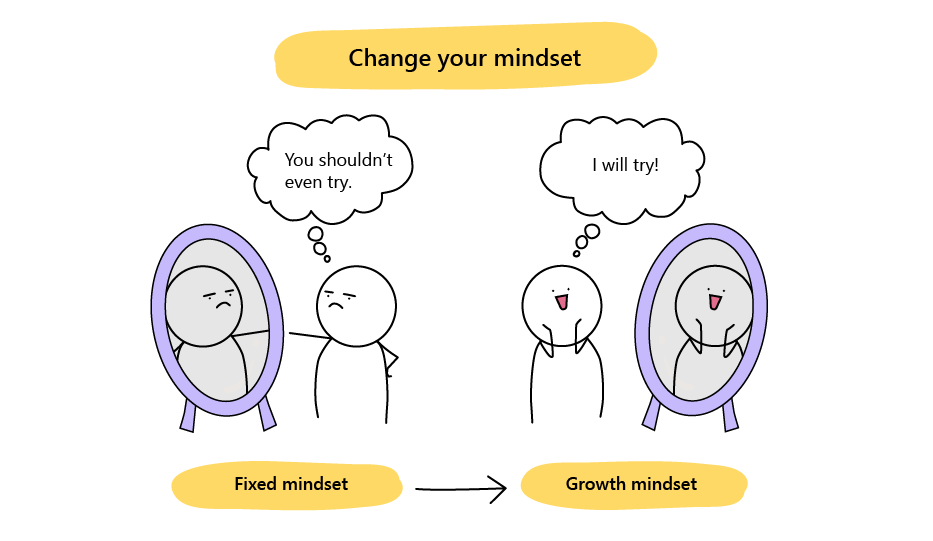 Change your mindset
You shouldn’t
even try.
I will try!
Fixed mindset
Growth mindset